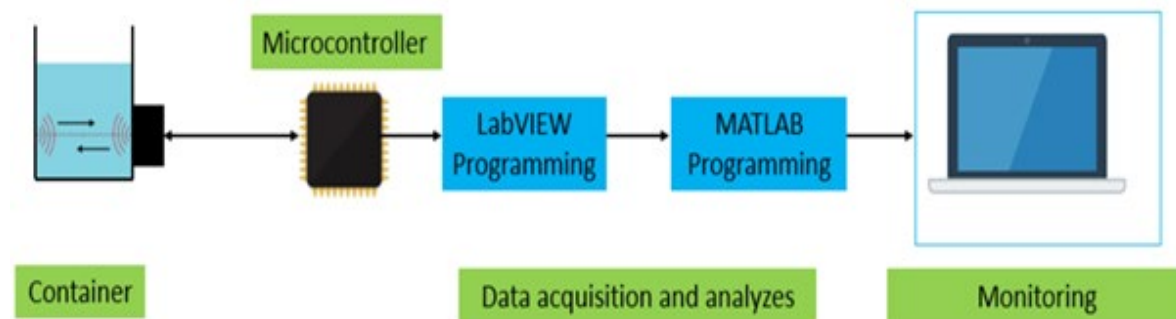 Microcontroller
LabVIEW
Programming
MATLAB
Programming
Container
Data acquisition and analyzes
Monitoring